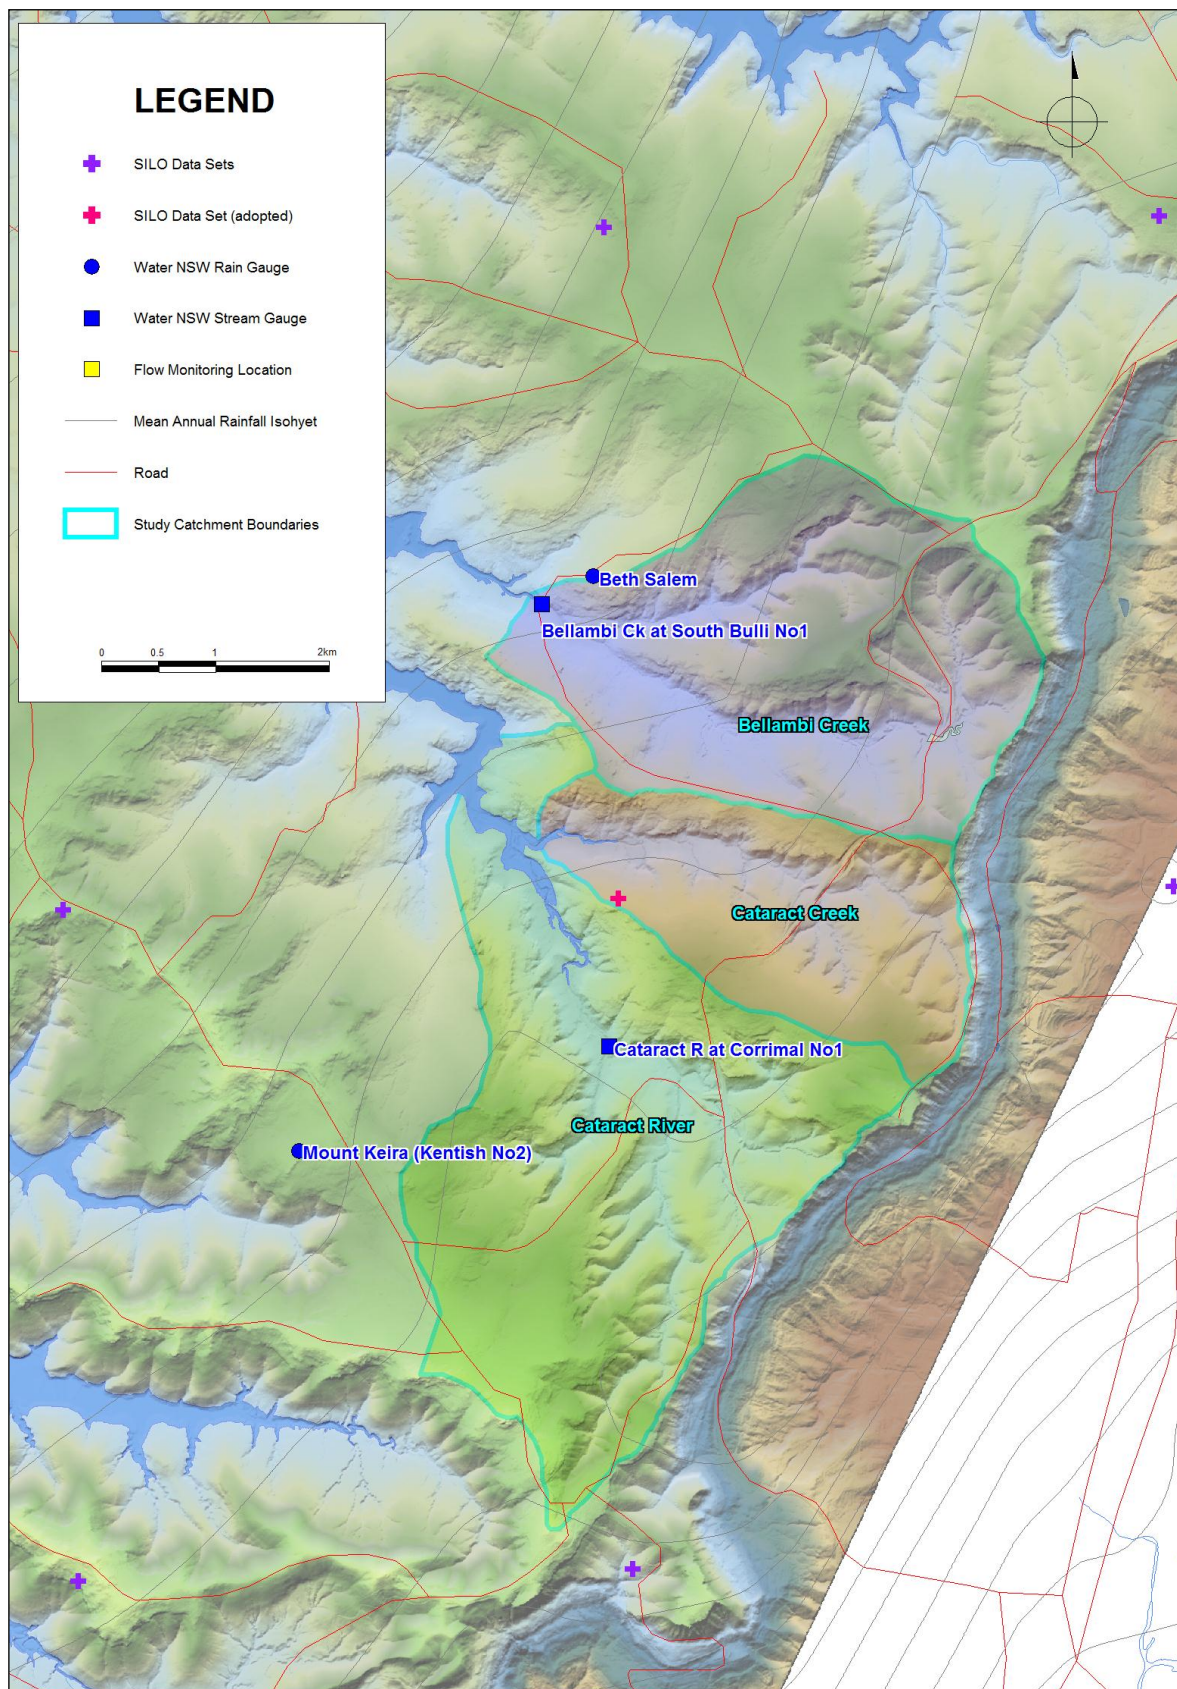 LEGEND
SILO Data Sets
SILO Data Set (adopted)
Water NSW Rain Gauge
Water NSW Stream Gauge
Flow Monitoring Location
Mean Annual Rainfall Isohyet
Road
Study Catchment Boundaries
0 0.5 1 2km
Beth Salem
Bellambi Ck at South Bulli No1
Bellambi Creek
Cataract Creek
Cataract R at Corrimal No1
Cataract River
Mount Keira (Kentish No2)